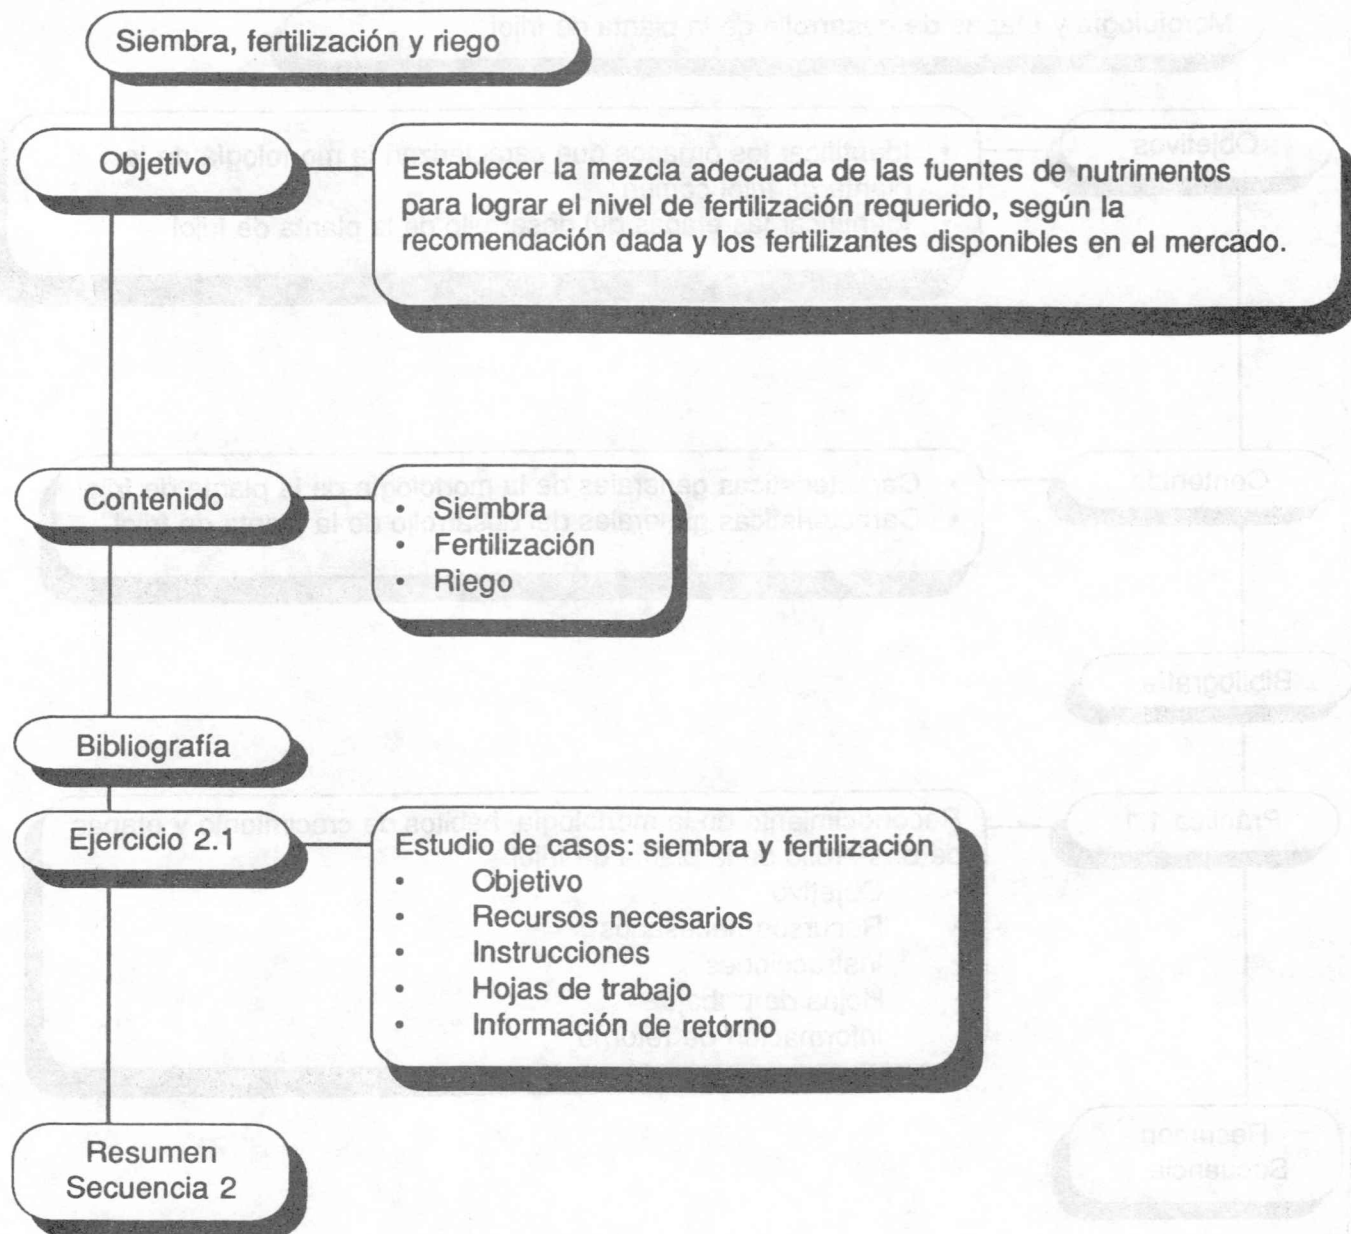 Siembra, fertilización y riego
Objetivo
Establecer la mezcla adecuada de las fuentes de nutrimentos
para lograr el nivel de fertilización requerido, según la
recomendación dada y los fertilizantes disponibles en el mercado.
Contenido
• Siembra
• Fertilización
• Riego
Bibliografía
Ejercicio 2.1
Estudio de casos: siembra y fertilización
• Objetivo
• Recursos necesarios
• Instrucciones
• Hojas de trabajo
• Información de retorno
Resumen
Secuencia 2